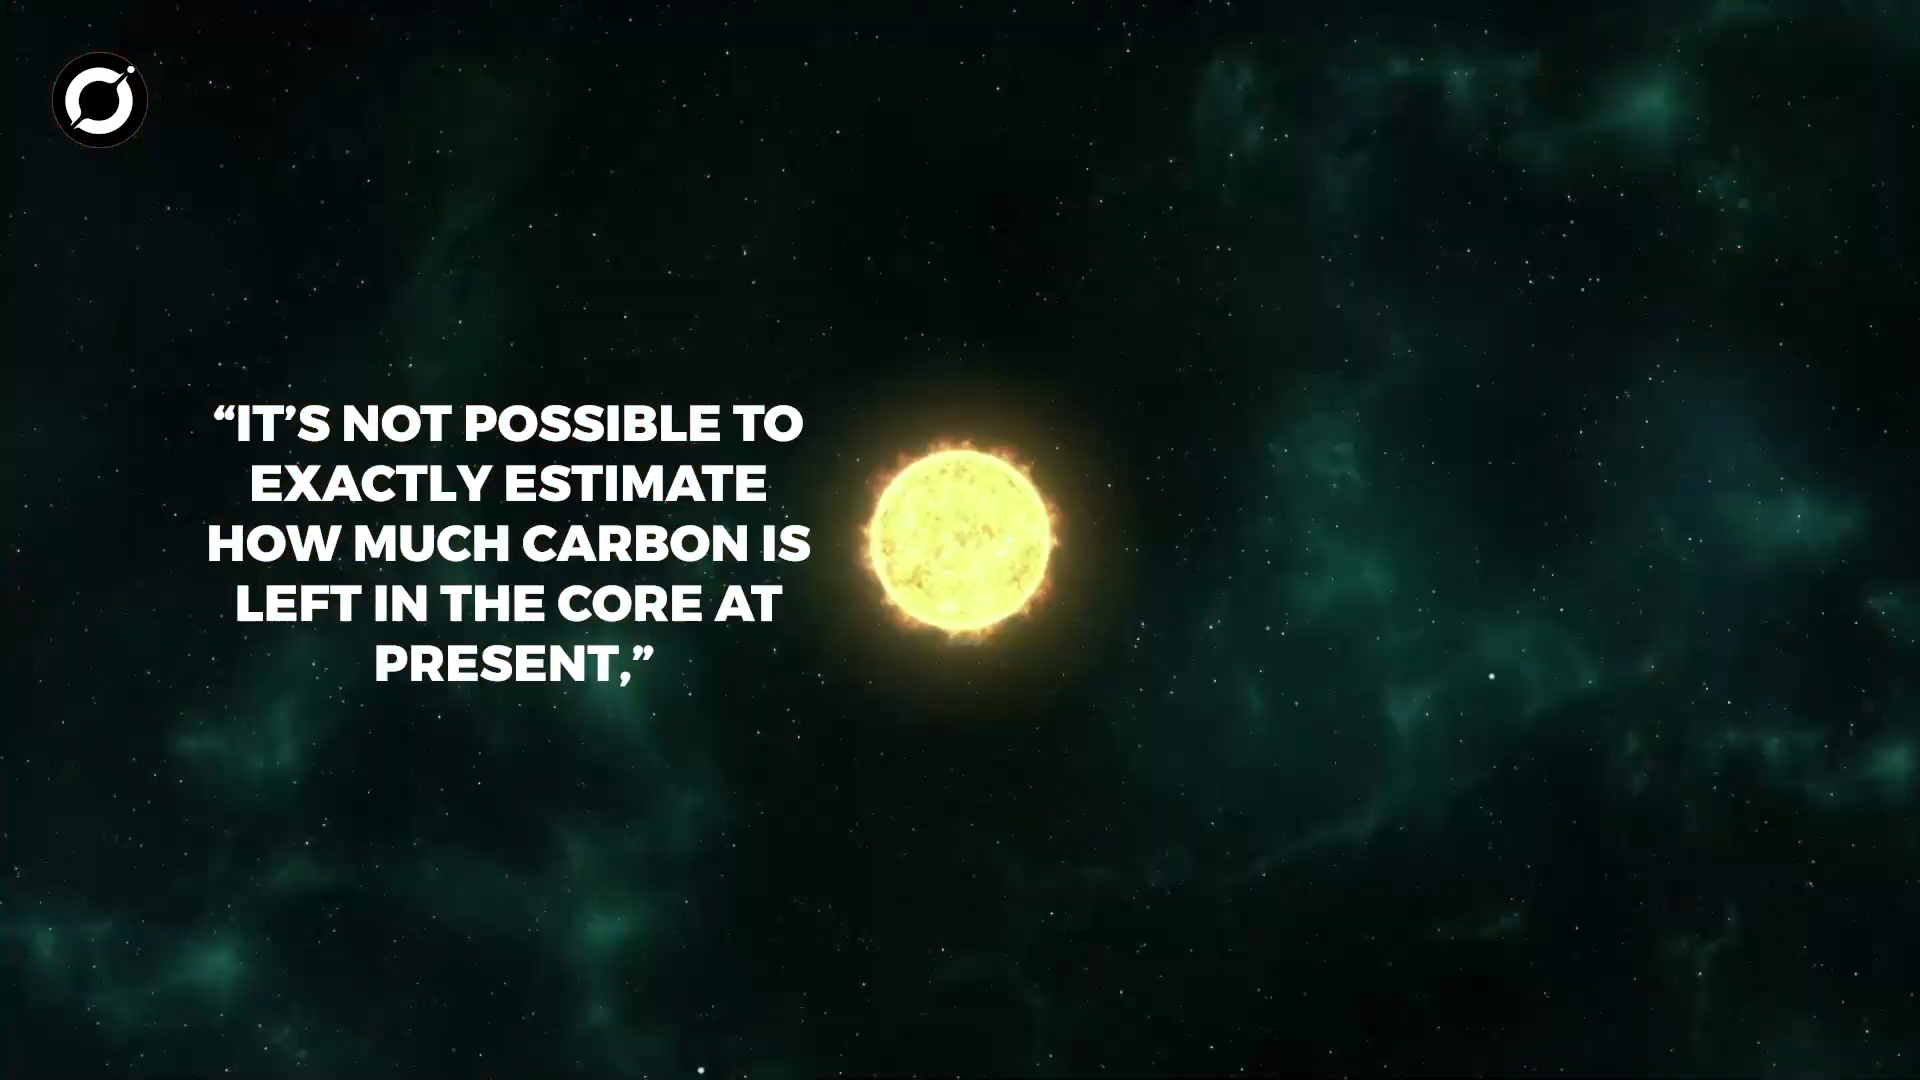 “IT’S NOT POSSIBLE TO
EXACTLY ESTIMATE
HOW MUCH CARBON IS
LEFT IN THE CORE AT
PRESENT,”